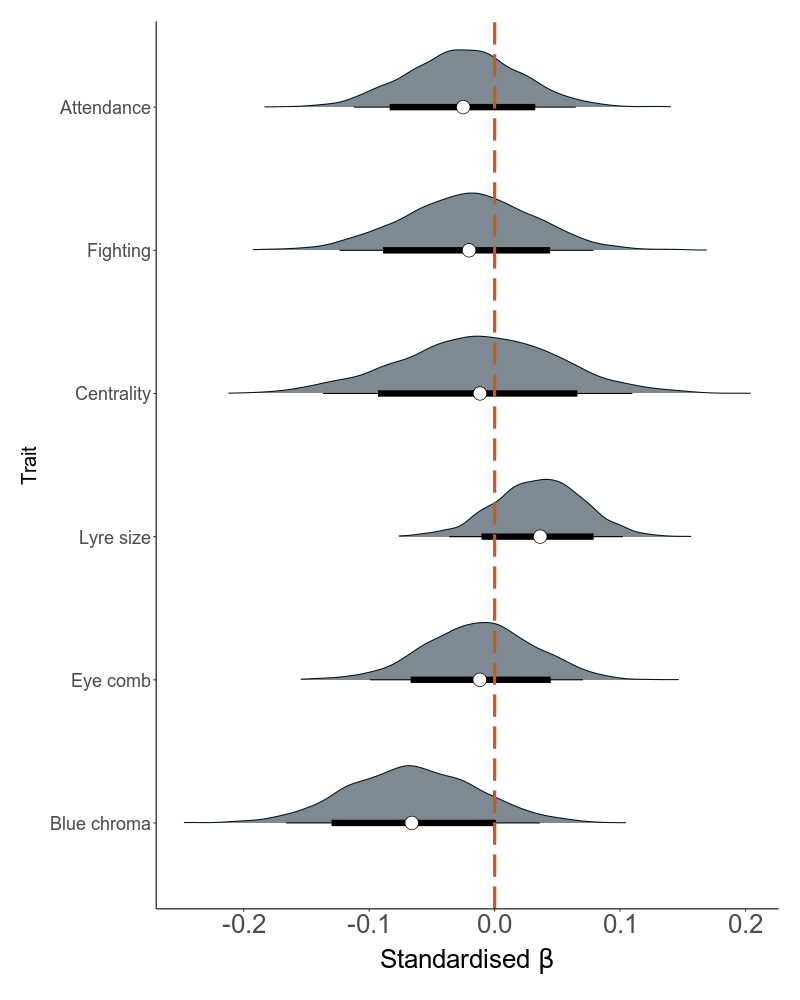 Trait
Attendance
Fighting
Centrality
Lyre size
Eye comb
Blue chroma
-0.2 -0.1 0.0 0.1 0.2
Standardised β